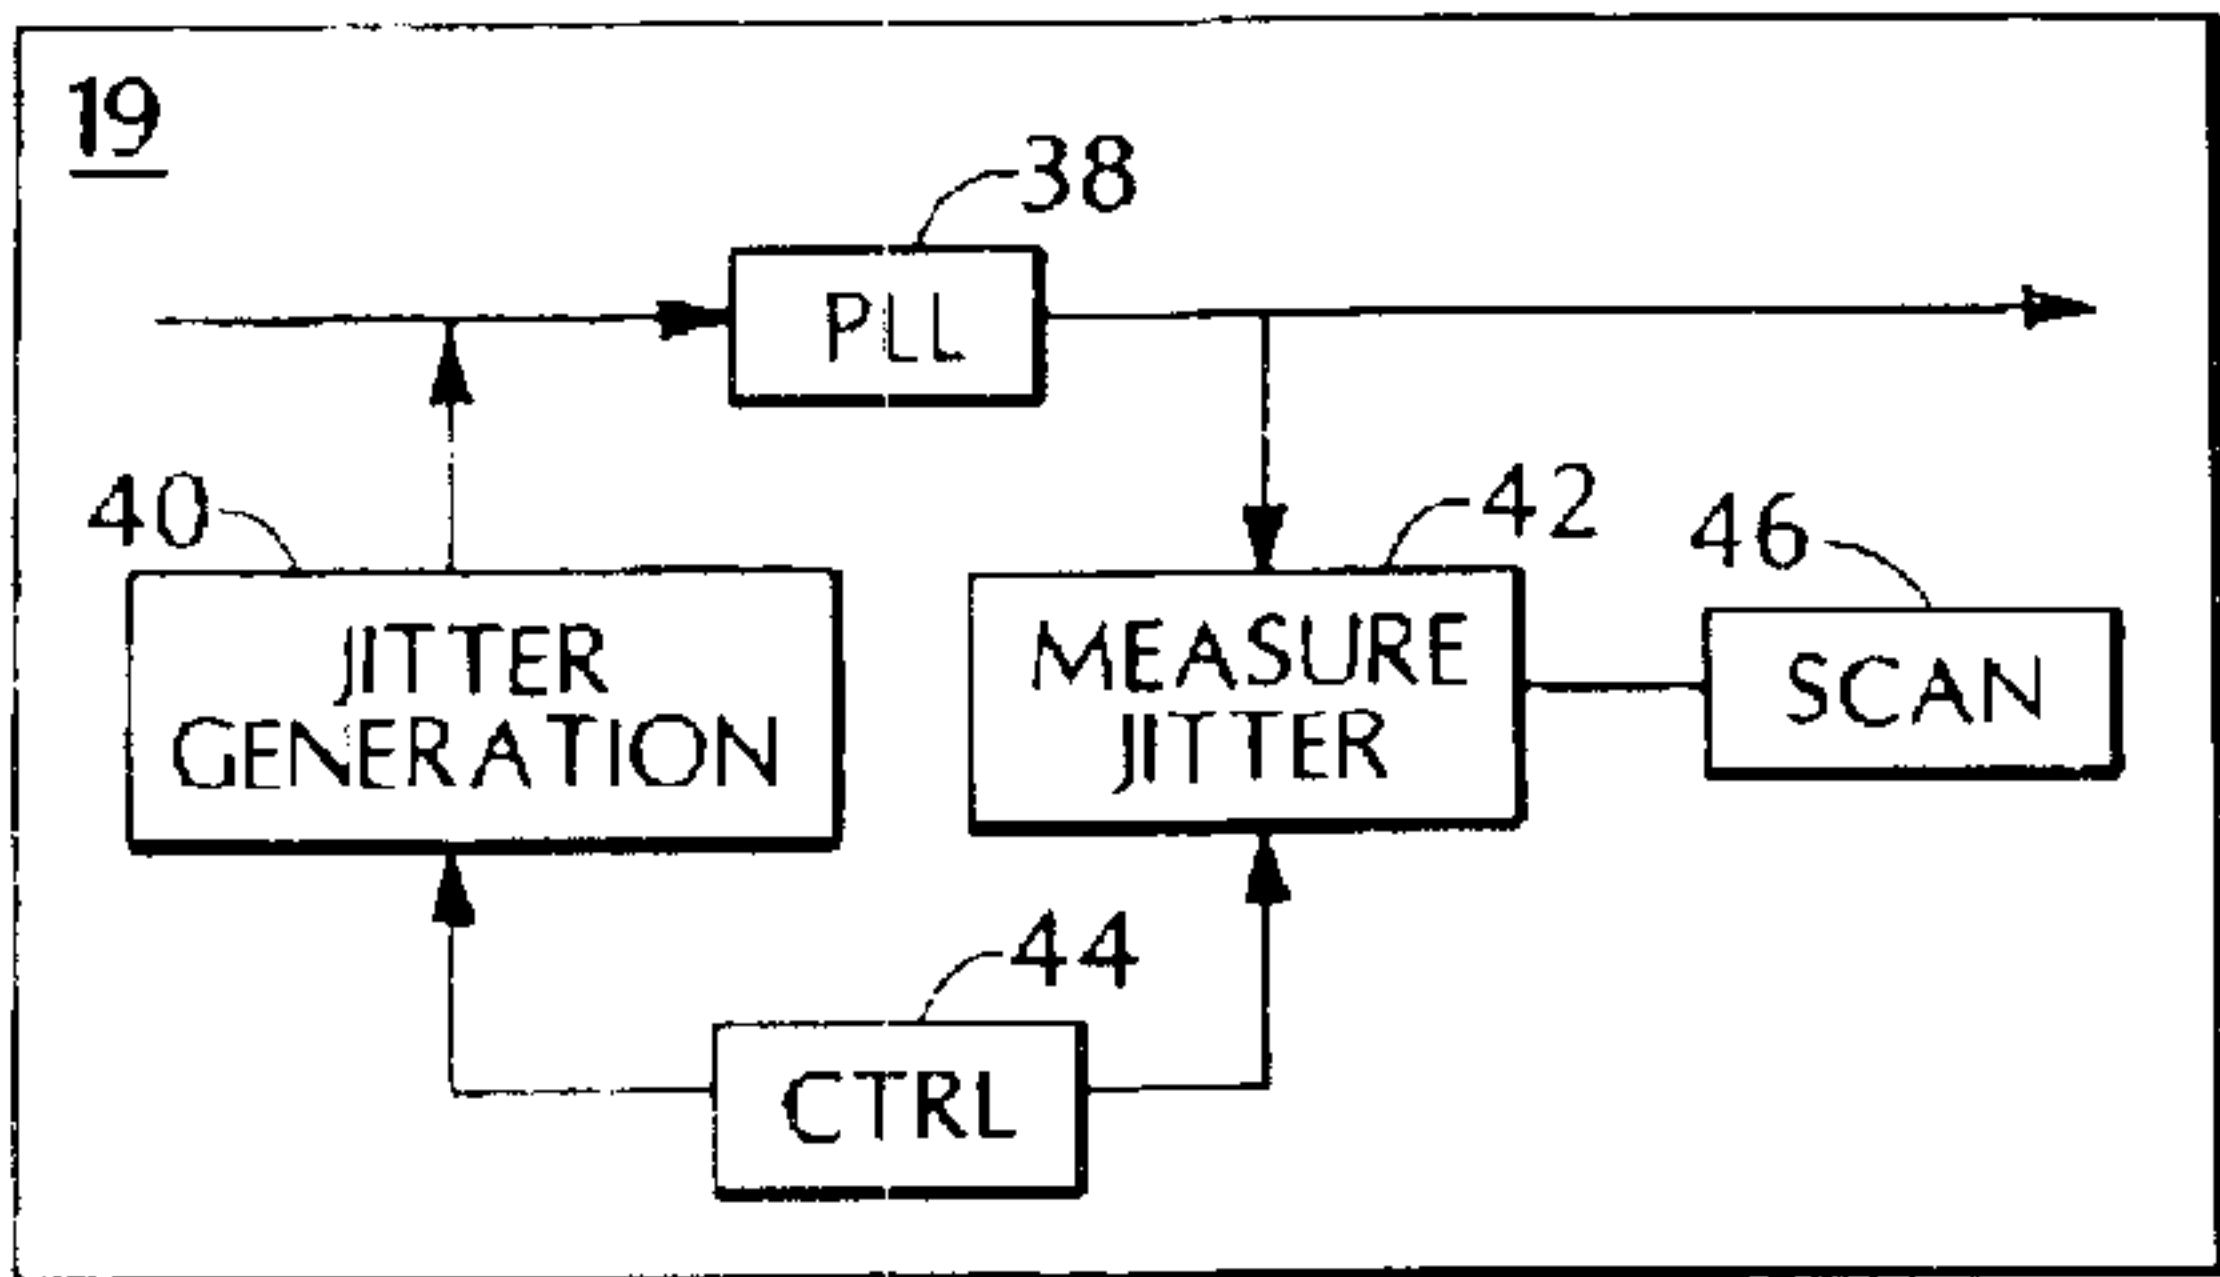 19
38
PLL
40
42
46
JITTER
GENERATION
MEASURE
JITTER
SCAN
44
CTRL